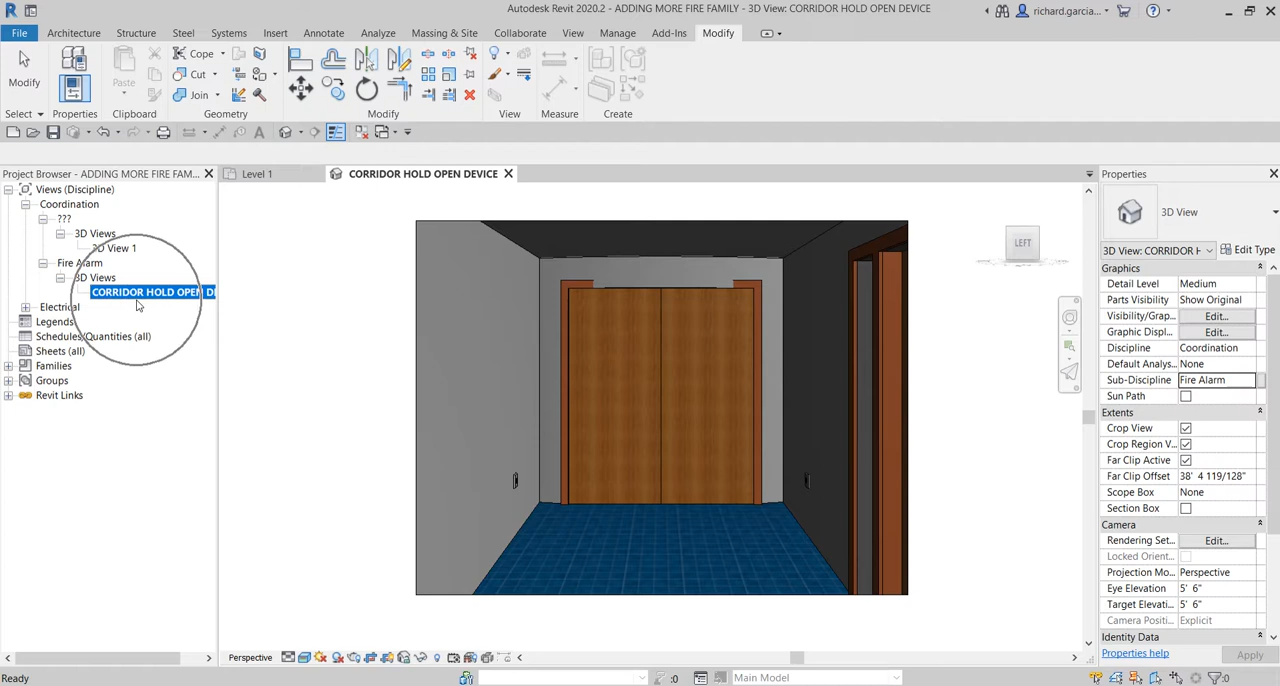 Autodesk Revit 2020.2 - ADDING MORE FIRE FAMILY - 3D View: CORRIDOR HOLD OPEN DEVICE
richard.garcia...
File Architecture Structure Steel Systems Insert Annotate Analyze Massing & Site Collaborate View Manage Add-Ins Modify
Modify Paste Cope
Cut
Join
Select Properties Clipboard Geometry Modify View Measure Create
Project Browser - ADDING MORE FIRE FAM...
Level 1
CORRIDOR HOLD OPEN DEVICE
Views (Discipline)
Coordination
???
3D Views
3D View 1
Fire Alarm
3D Views
CORRIDOR HOLD OPEN DE
Electrical
Legends
Schedules/Quantities (all)
Sheets (all)
Families
Groups
Revit Links
LEFT
Properties
3D View
3D View: CORRIDOR H Edit Type
Graphics
Detail Level Medium
Parts Visibility Show Original
Visibility/Grap... Edit...
Graphic Displ... Edit...
Discipline Coordination
Default Analys... None
Sub-Discipline Fire Alarm
Sun Path
Extents
Crop View
Crop Region V...
Far Clip Active
Far Clip Offset 38' 4 119/128"
Scope Box None
Section Box
Camera
Rendering Set... Edit...
Locked Orient...
Projection Mo... Perspective
Eye Elevation 5' 6"
Target Elevati... 5' 6"
Camera Positi... Explicit
Identity Data
Properties help Apply
Perspective
Ready
:0
Main Model
:0